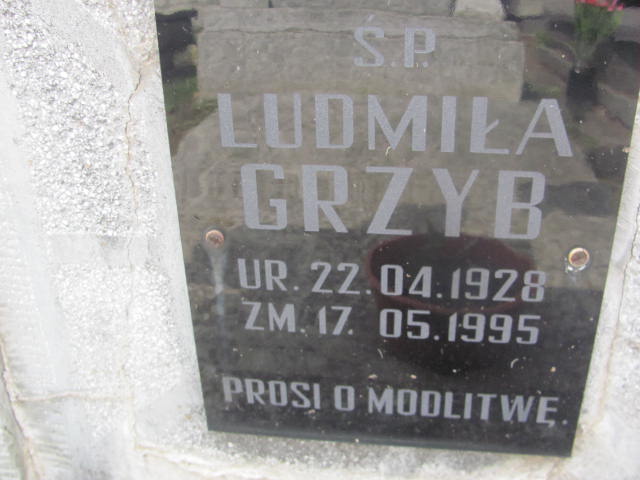 Ś.P.
LUDMIŁA
GRZYB
UR. 22.04.1928
ZM. 17. 05.1995
PROSI O MODLITWĘ.